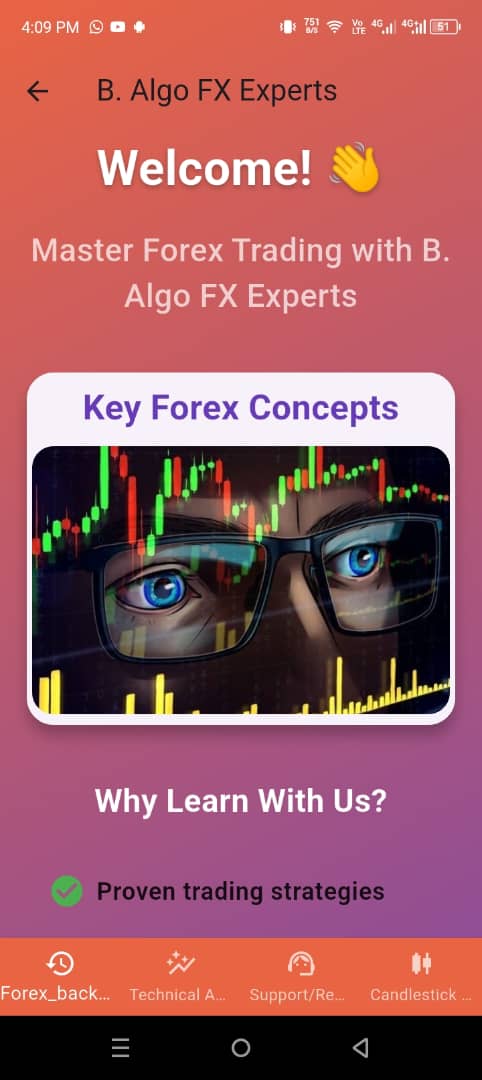 4:09 PM
751
B/S
Vo
LTE
4G
4G+
51
B. Algo FX Experts
Welcome! 👋
Master Forex Trading with B.
Algo FX Experts
Key Forex Concepts
Why Learn With Us?
Proven trading strategies
Forex_back...
Technical A...
Support/Re...
Candlestick ...